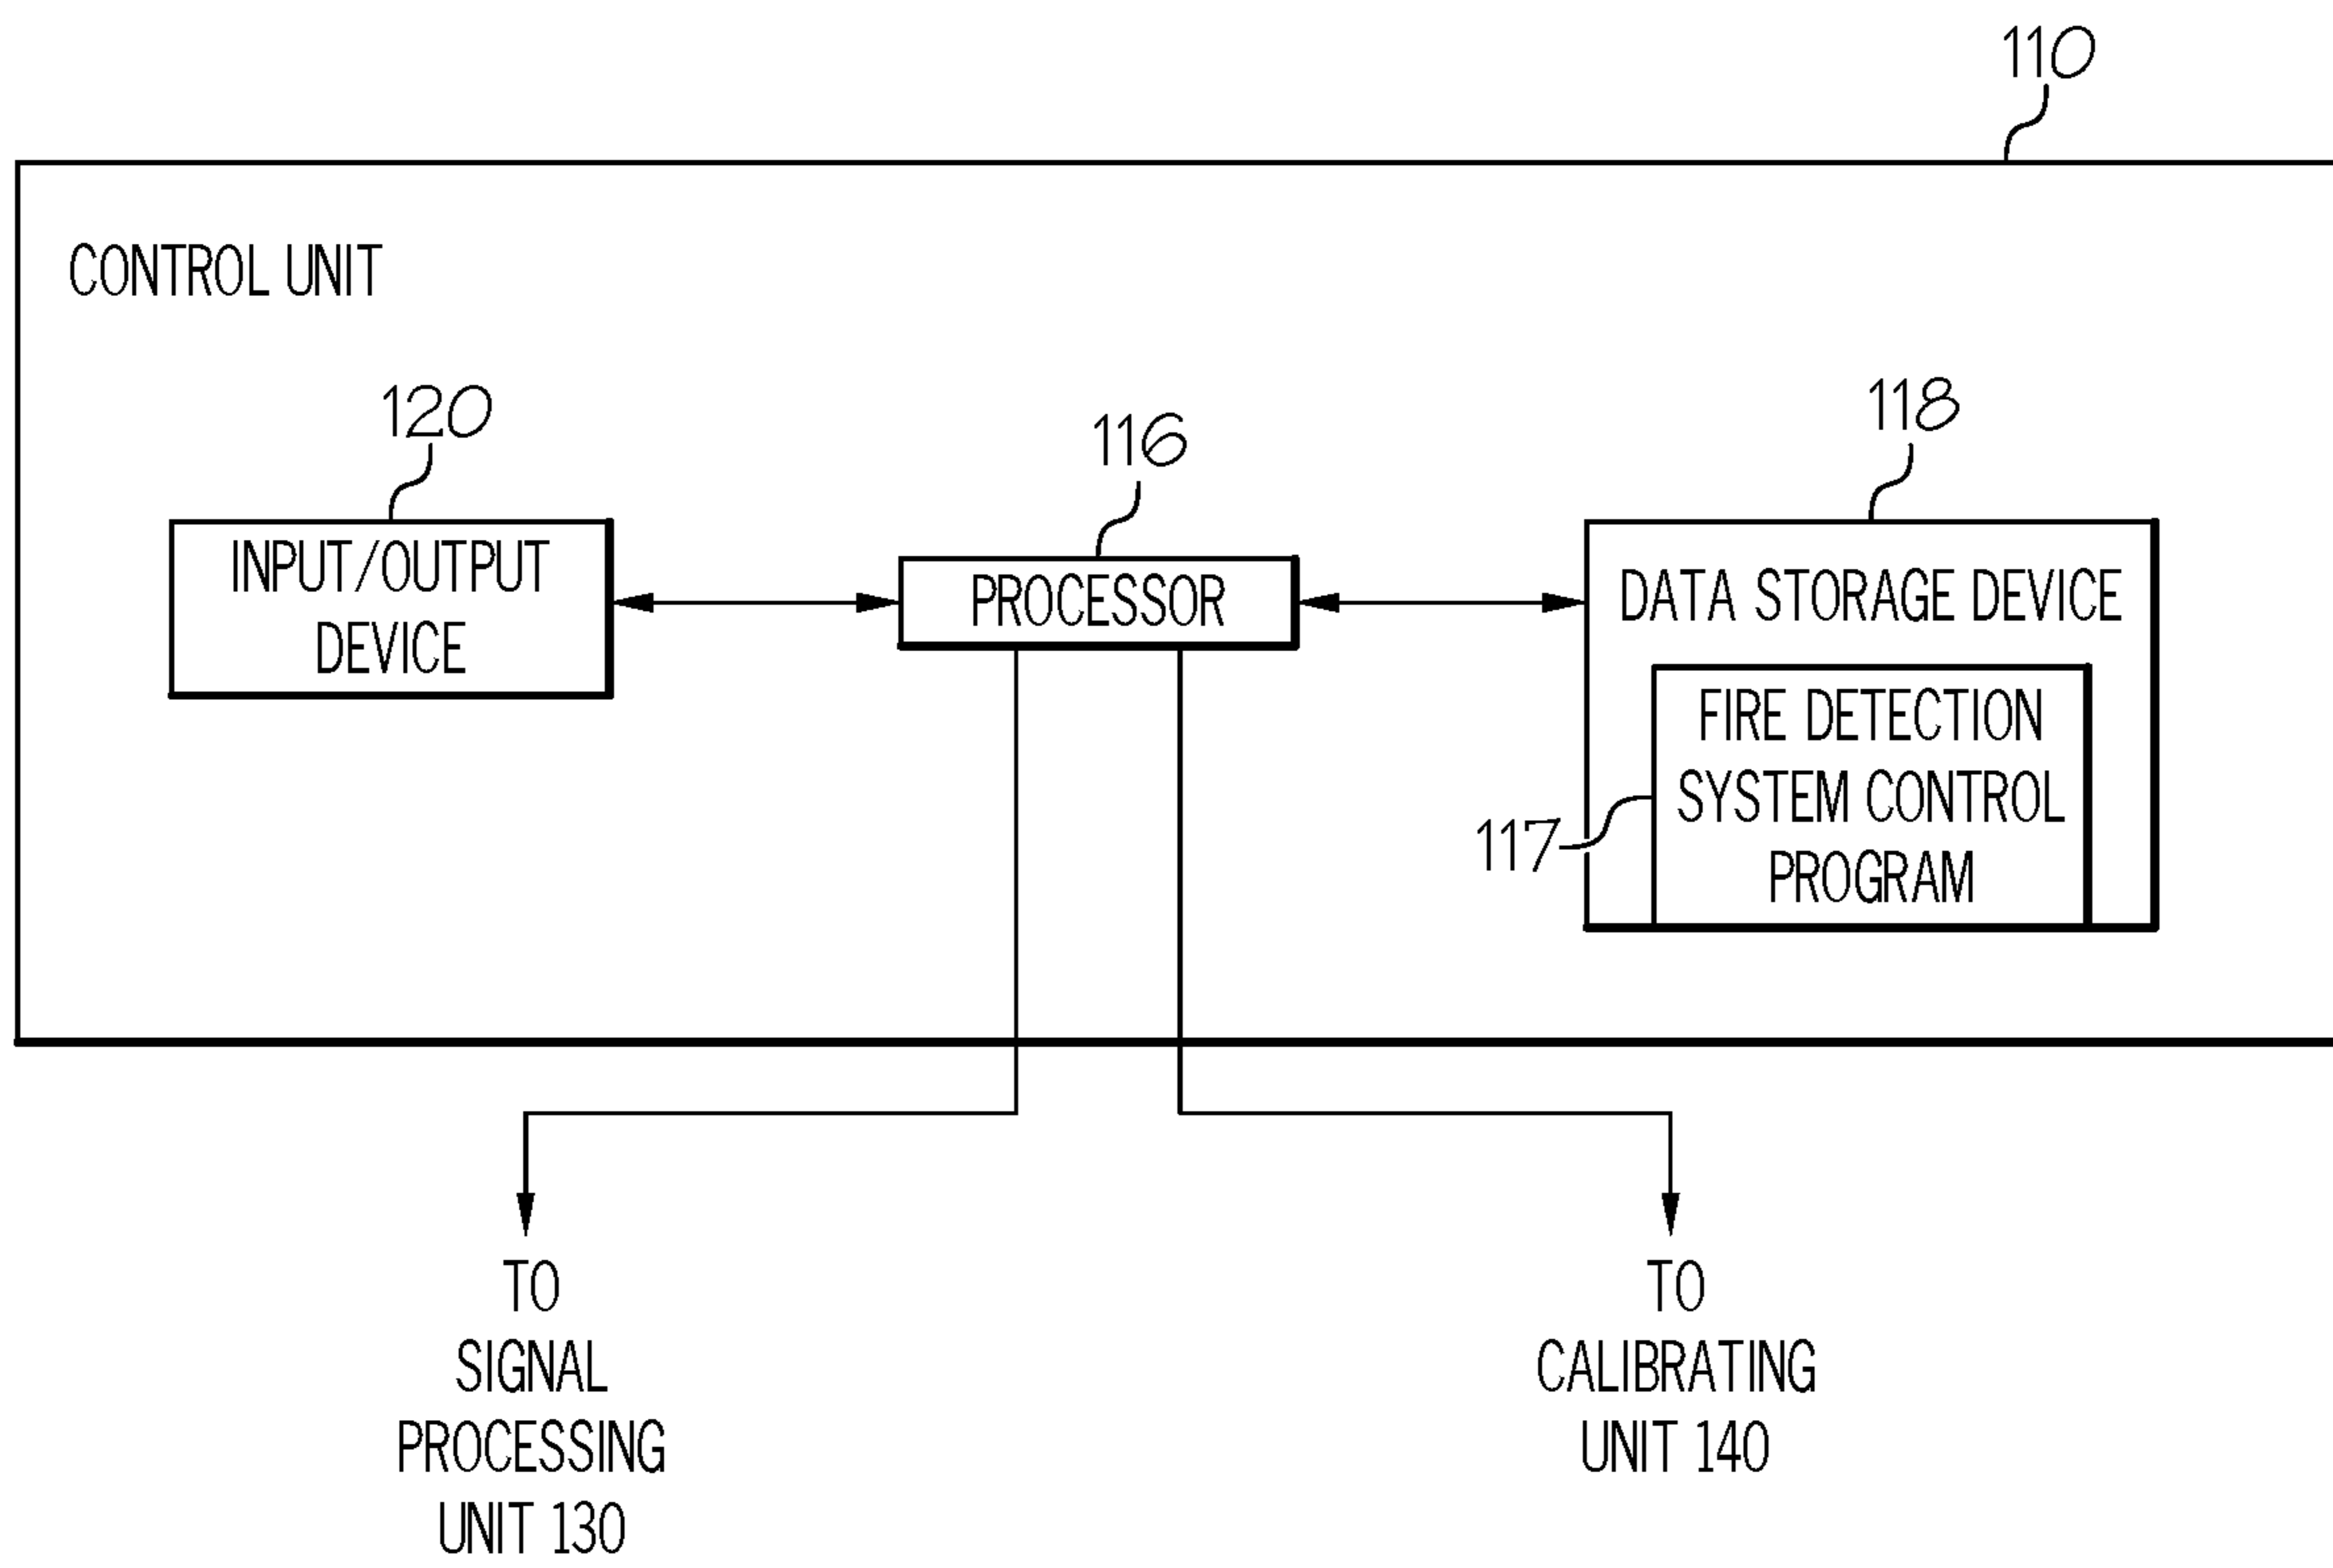 110
CONTROL UNIT
120
116
118
INPUT/OUTPUT
DEVICE
PROCESSOR
DATA STORAGE DEVICE
FIRE DETECTION
SYSTEM CONTROL
PROGRAM
117
TO
SIGNAL
PROCESSING
UNIT 130
TO
CALIBRATING
UNIT 140